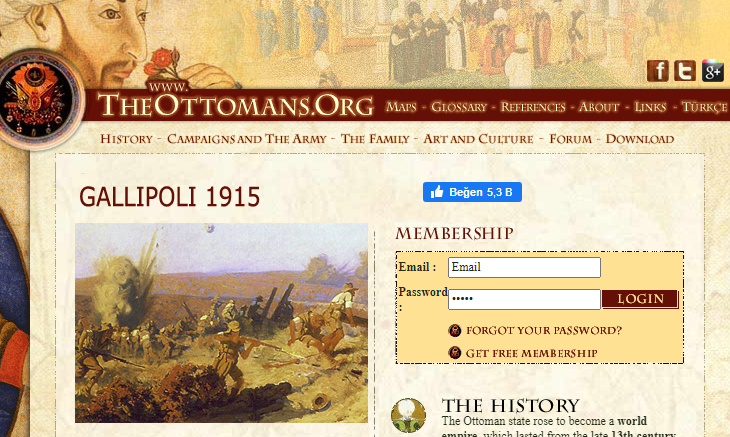 WWW.
THEOTTOMANS.ORG
MAPS - GLOSSARY - REFERENCES - ABOUT - LINKS - TÜRKÇE
HISTORY - CAMPAIGNS AND THE ARMY - THE FAMILY - ART AND CULTURE - FORUM - DOWNLOAD
GALLIPOLI 1915
Beğen 5,3 B
MEMBERSHIP
Email :
Email
Password :
•••••
LOGIN
FORGOT YOUR PASSWORD?
GET FREE MEMBERSHIP
THE HISTORY
The Ottoman state rose to become a world
empire, which lasted from the late 13th century